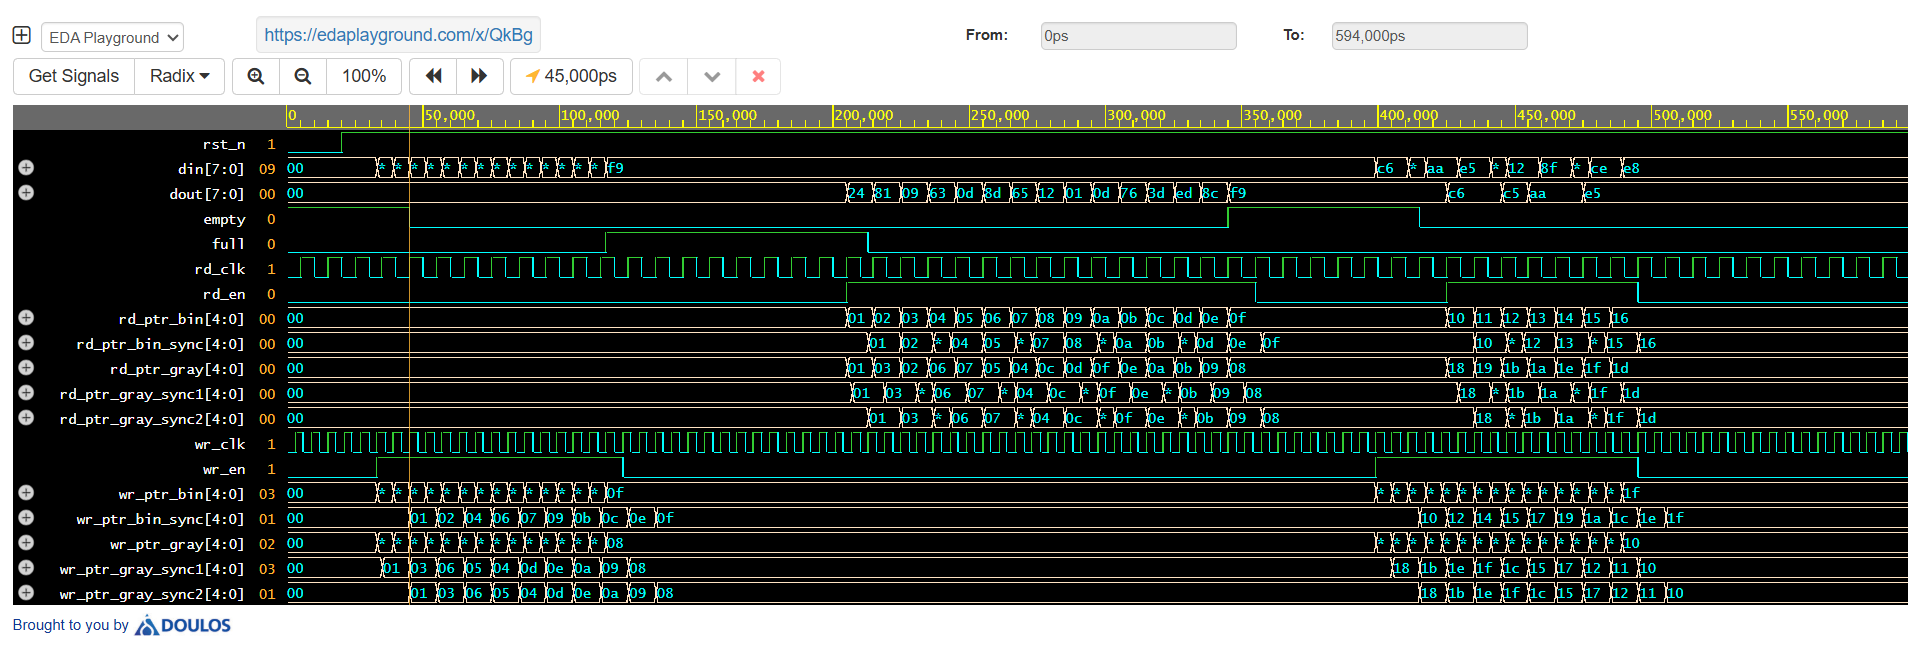 EDA Playground https://edaplayground.com/x/QkBg From: 0ps To: 594,000ps
Get Signals Radix 100% 45,000ps
0 50,000 100,000 150,000 200,000 250,000 300,000 350,000 400,000 450,000 500,000 550,000
rst_n 1
din[7:0] 09 00 * * * * * * * * * * * * * * f9 c6 * aa e5 * 12 8f * ce e8
dout[7:0] 00 00 24 81 09 63 0d 8d 65 12 01 0d 76 3d ed 8c f9 c6 c5 aa e5
empty 0
full 0
rd_clk 1
rd_en 0
rd_ptr_bin[4:0] 00 00 01 02 03 04 05 06 07 08 09 0a 0b 0c 0d 0e 0f 10 11 12 13 14 15 16
rd_ptr_bin_sync[4:0] 00 00 01 02 * 04 05 * 07 08 * 0a 0b * 0d 0e 0f 10 * 12 13 * 15 16
rd_ptr_gray[4:0] 00 00 01 03 02 06 07 05 04 0c 0d 0f 0e 0a 0b 09 08 18 19 1b 1a 1e 1f 1d
rd_ptr_gray_sync1[4:0] 00 00 01 03 * 06 07 * 04 0c * 0f 0e * 0b 09 08 18 * 1b 1a * 1f 1d
rd_ptr_gray_sync2[4:0] 00 00 01 03 * 06 07 * 04 0c * 0f 0e * 0b 09 08 18 * 1b 1a * 1f 1d
wr_clk 1
wr_en 1
wr_ptr_bin[4:0] 03 00 * * * * * * * * * * * * * * 0f * * * * * * * * * * * * * * * 1f
wr_ptr_bin_sync[4:0] 01 00 01 02 04 06 07 09 0b 0c 0e 0f 10 12 14 15 17 19 1a 1c 1e 1f
wr_ptr_gray[4:0] 02 00 * * * * * * * * * * * * * * 08 * * * * * * * * * * * * * * * 10
wr_ptr_gray_sync1[4:0] 03 00 01 03 06 05 04 0d 0e 0a 09 08 18 1b 1e 1f 1c 15 17 12 11 10
wr_ptr_gray_sync2[4:0] 01 00 01 03 06 05 04 0d 0e 0a 09 08 18 1b 1e 1f 1c 15 17 12 11 10
Brought to you by DOULOS